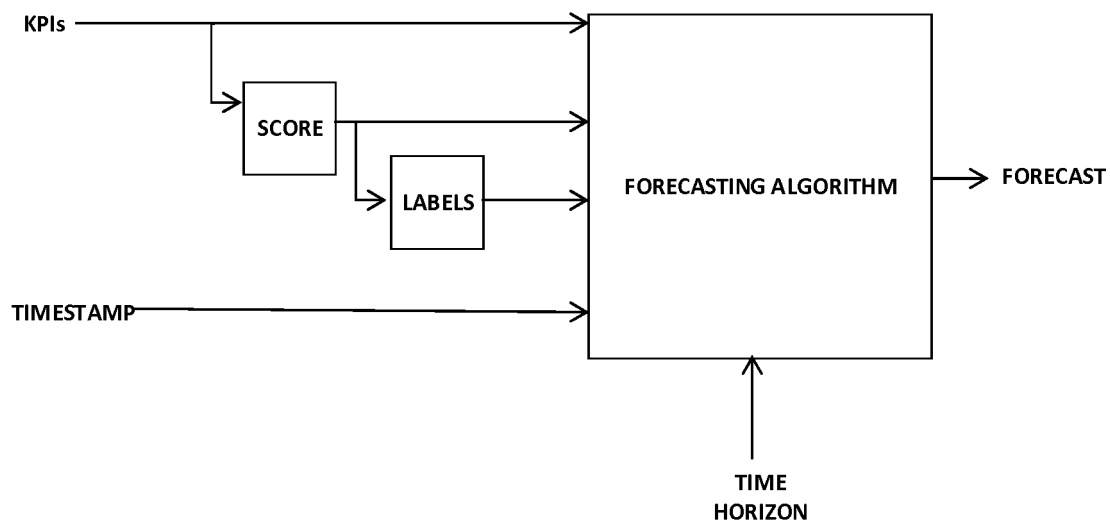 KPIs
SCORE
LABELS
FORECASTING ALGORITHM
FORECAST
TIMESTAMP
TIME
HORIZON